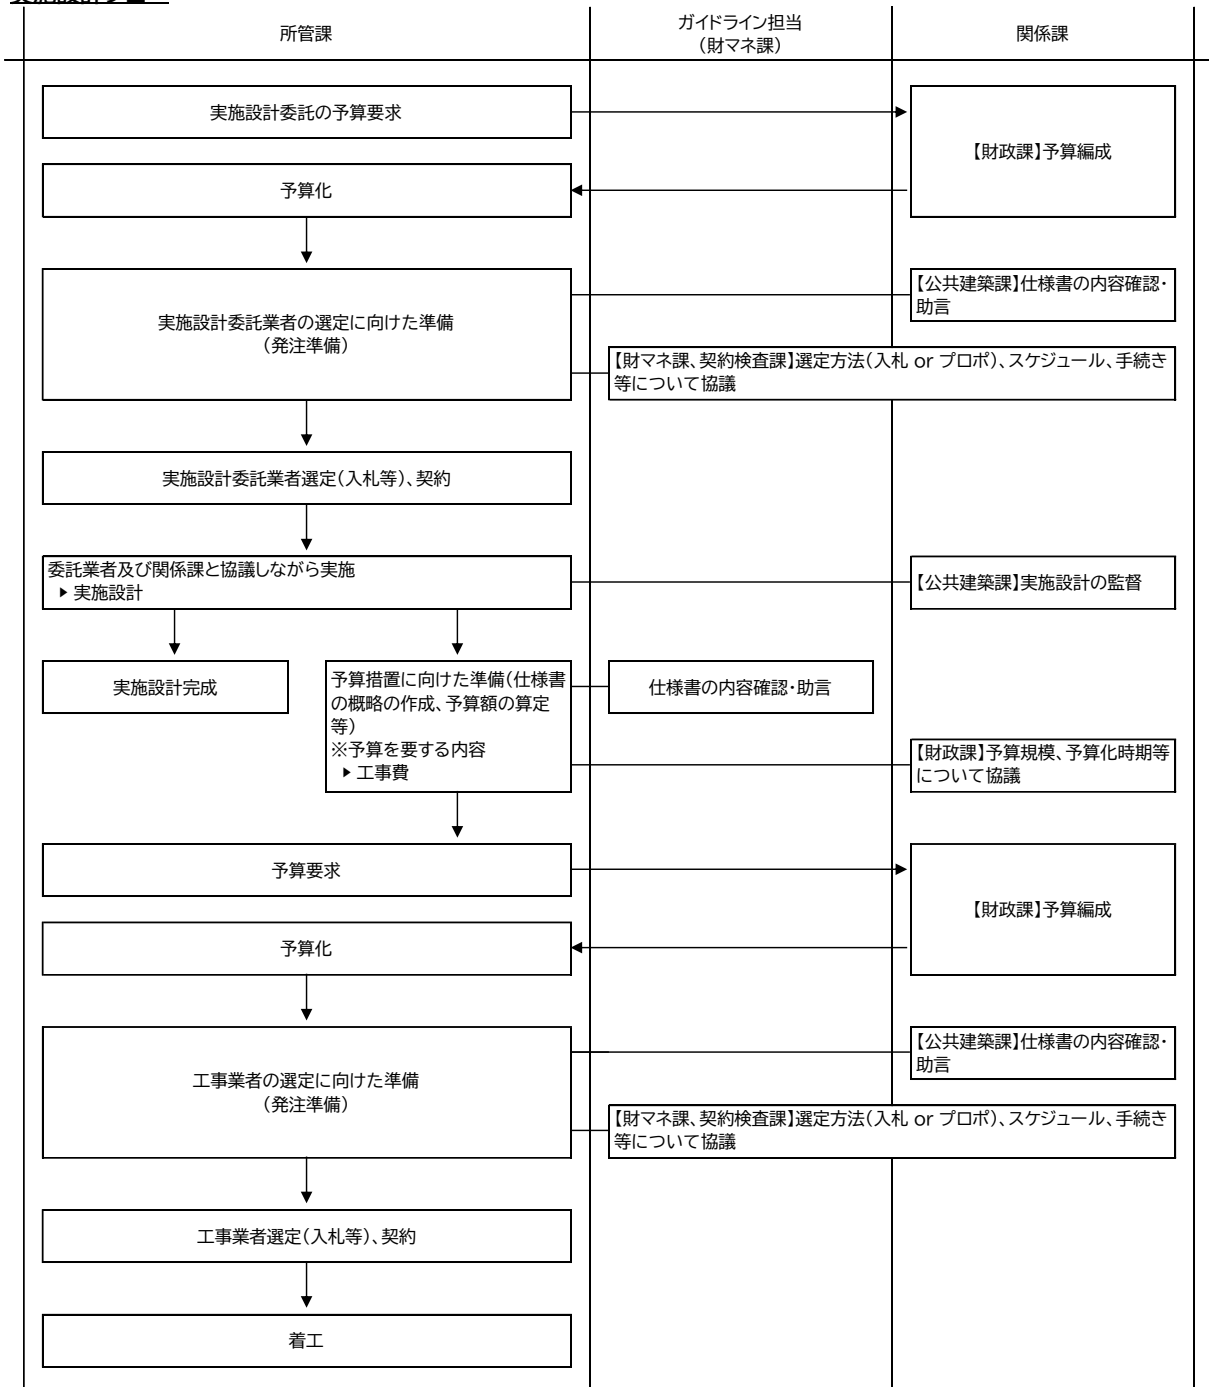 実施設計フロー
所管課
ガイドライン担当
（財マネ課）
関係課
実施設計委託の予算要求
【財政課】予算編成
予算化
実施設計委託業者の選定に向けた準備
（発注準備）
【公共建築課】仕様書の内容確認・
助言
【財マネ課、契約検査課】選定方法（入札 or プロポ）、スケジュール、手続き
等について協議
実施設計委託業者選定（入札等）、契約
委託業者及び関係課と協議しながら実施
▶ 実施設計
【公共建築課】実施設計の監督
実施設計完成
予算措置に向けた準備（仕様書
の概略の作成、予算額の算定
等）
※予算を要する内容
▶ 工事費
仕様書の内容確認・助言
【財政課】予算規模、予算化時期等
について協議
予算要求
【財政課】予算編成
予算化
工事業者の選定に向けた準備
（発注準備）
【公共建築課】仕様書の内容確認・
助言
【財マネ課、契約検査課】選定方法（入札 or プロポ）、スケジュール、手続き
等について協議
工事業者選定（入札等）、契約
着工